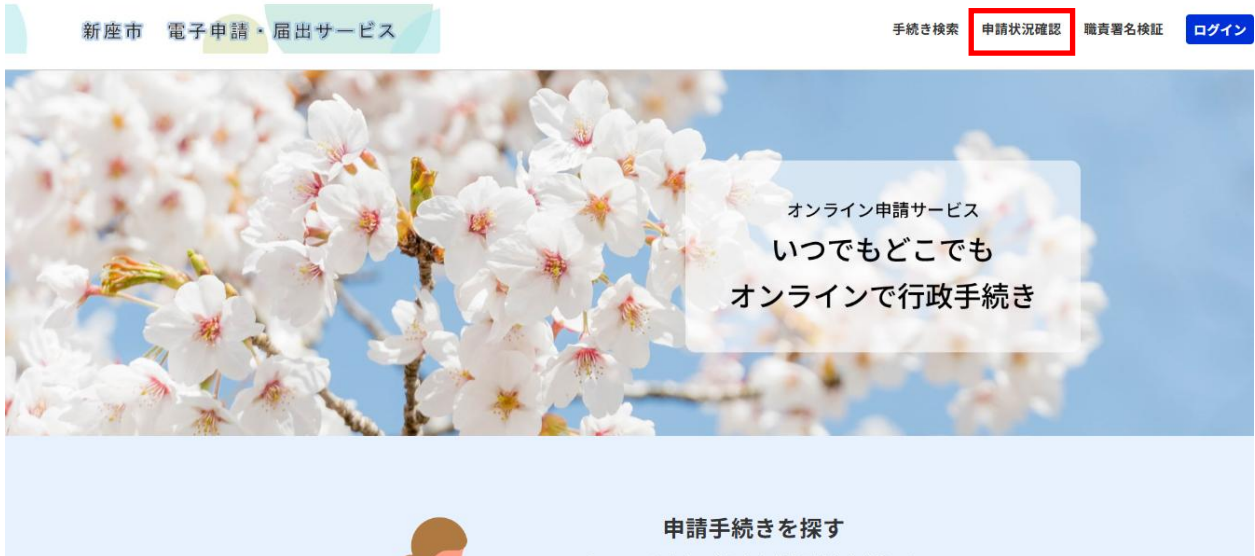 新座市 電子申請・届出サービス
手続き検索 申請状況確認 職責署名検証 ログイン
オンライン申請サービス
いつでもどこでも
オンラインで行政手続き
申請手続きを探す